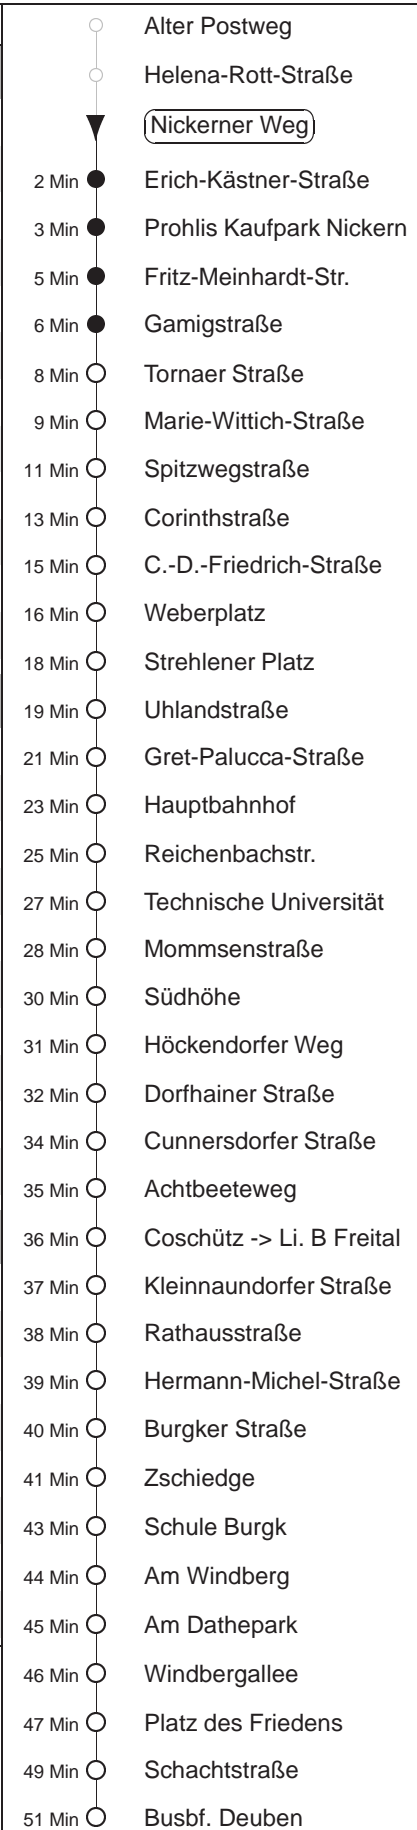 Alter Postweg
Helena-Rott-Straße
Nickerner Weg
2 Min Erich-Kästner-Straße
3 Min Prohlis Kaufpark Nickern
5 Min Fritz-Meinhardt-Str.
6 Min Gamigstraße
8 Min Tornaer Straße
9 Min Marie-Wittich-Straße
11 Min Spitzwegstraße
13 Min Corinthstraße
15 Min C.-D.-Friedrich-Straße
16 Min Weberplatz
18 Min Strehlener Platz
19 Min Uhlandstraße
21 Min Gret-Palucca-Straße
23 Min Hauptbahnhof
25 Min Reichenbachstr.
27 Min Technische Universität
28 Min Mommsenstraße
30 Min Südhöhe
31 Min Höckendorfer Weg
32 Min Dorfhainer Straße
34 Min Cunnersdorfer Straße
35 Min Achtbeeteweg
36 Min Coschütz -> Li. B Freital
37 Min Kleinnaundorfer Straße
38 Min Rathausstraße
39 Min Hermann-Michel-Straße
40 Min Burgker Straße
41 Min Zschiedge
43 Min Schule Burgk
44 Min Am Windberg
45 Min Am Dathepark
46 Min Windbergallee
47 Min Platz des Friedens
49 Min Schachtstraße
51 Min Busbf. Deuben